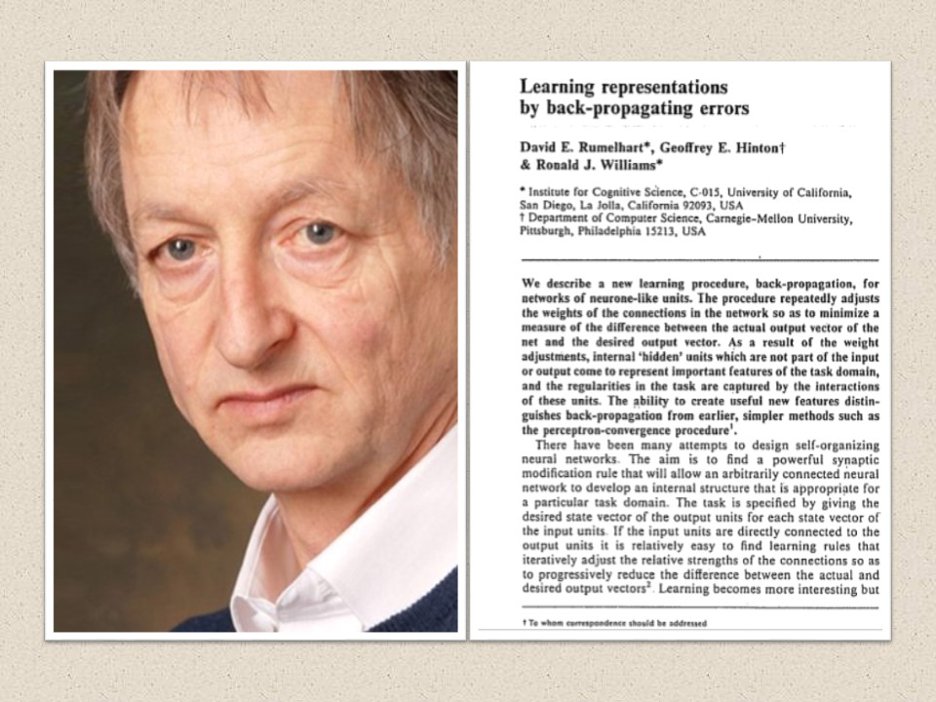 Learning representations
by back-propagating errors
David E. Rumelhart*, Geoffrey E. Hinton†
& Ronald J. Williams*
* Institute for Cognitive Science, C-015, University of California,
San Diego, La Jolla, California 92093, USA
† Department of Computer Science, Carnegie-Mellon University,
Pittsburgh, Philadelphia 15213, USA
We describe a new learning procedure, back-propagation, for
networks of neurone-like units. The procedure repeatedly adjusts
the weights of the connections in the network so as to minimize a
measure of the difference between the actual output vector of the
net and the desired output vector. As a result of the weight
adjustments, internal ‘hidden’ units which are not part of the input
or output come to represent important features of the task domain,
and the regularities in the task are captured by the interactions
of these units. The ability to create useful new features distin-
guishes back-propagation from earlier, simpler methods such as
the perceptron-convergence procedure¹.
There have been many attempts to design self-organizing
neural networks. The aim is to find a powerful synaptic
modification rule that will allow an arbitrarily connected neural
network to develop an internal structure that is appropriate for
a particular task domain. The task is specified by giving the
desired state vector of the output units for each state vector of
the input units. If the input units are directly connected to the
output units it is relatively easy to find learning rules that
iteratively adjust the relative strengths of the connections so as
to progressively reduce the difference between the actual and
desired output vectors². Learning becomes more interesting but
† To whom correspondence should be addressed